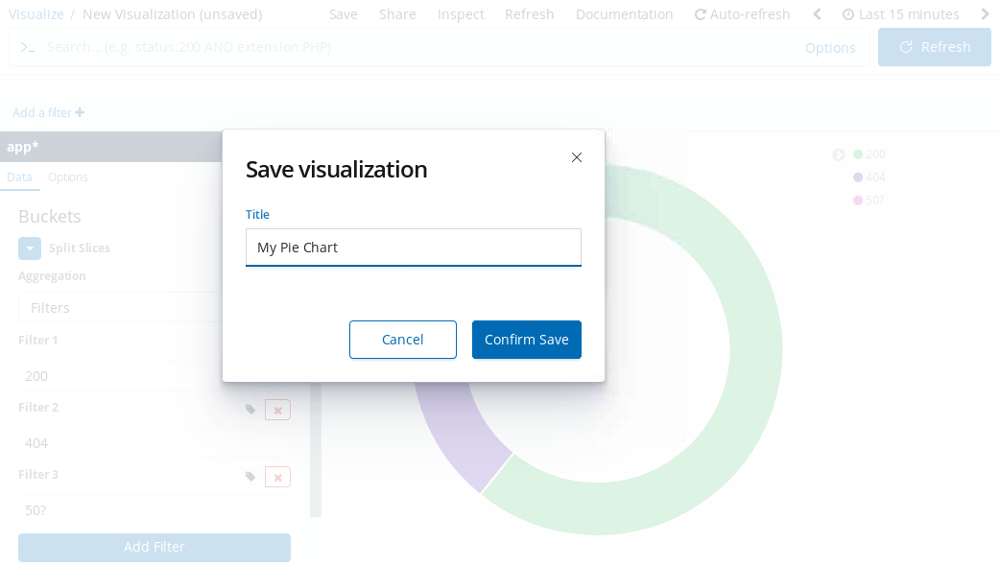 Visualize / New Visualization (unsaved) Save Share Inspect Refresh Documentation Auto-refresh Last 15 minutes
>_ Search... (e.g. status:200 AND extension:PHP) Options Refresh
Add a filter
app*
Data Options
Buckets
Split Slices
Aggregation
Filters
Filter 1
200
Filter 2
404
Filter 3
50?
Add Filter
Save visualization
Title
My Pie Chart
Cancel Confirm Save
200
404
50?